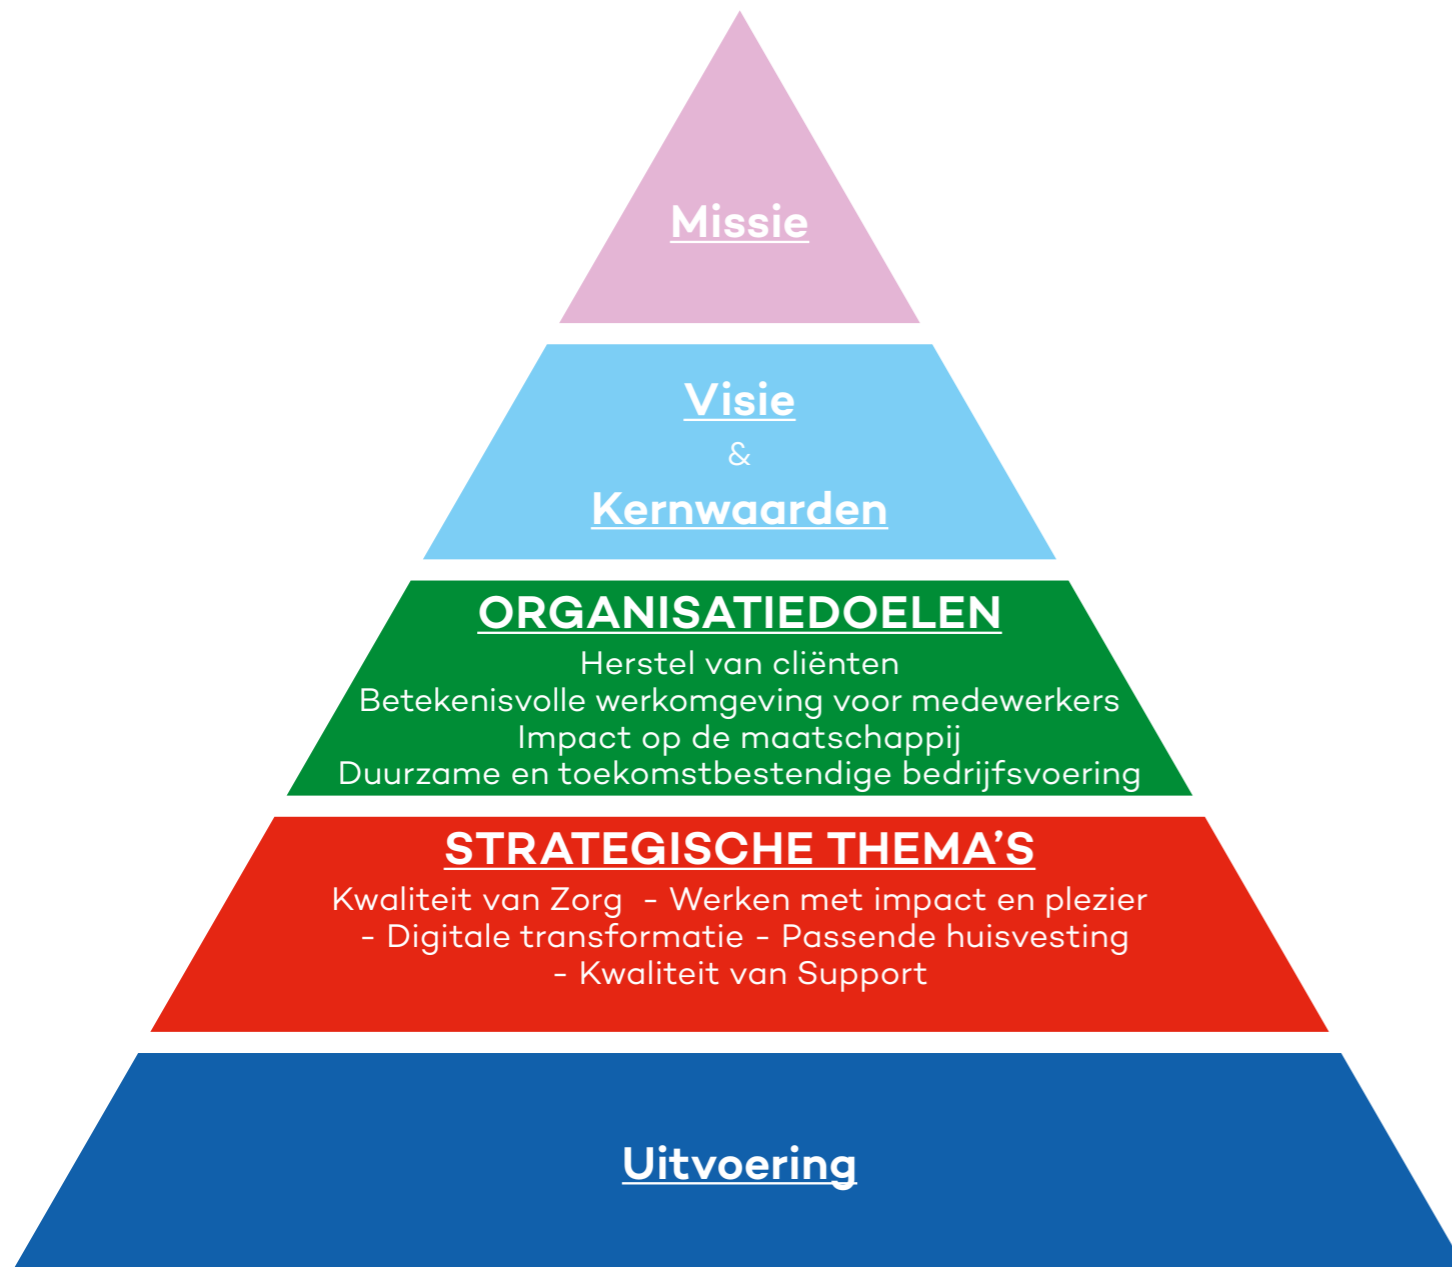 Missie
Visie
&
Kernwaarden
ORGANISATIEDOELEN
Herstel van cliënten
Betekenisvolle werkomgeving voor medewerkers
Impact op de maatschappij
Duurzame en toekomstbestendige bedrijfsvoering
STRATEGISCHE THEMA’S
Kwaliteit van Zorg - Werken met impact en plezier
- Digitale transformatie - Passende huisvesting
- Kwaliteit van Support
Uitvoering